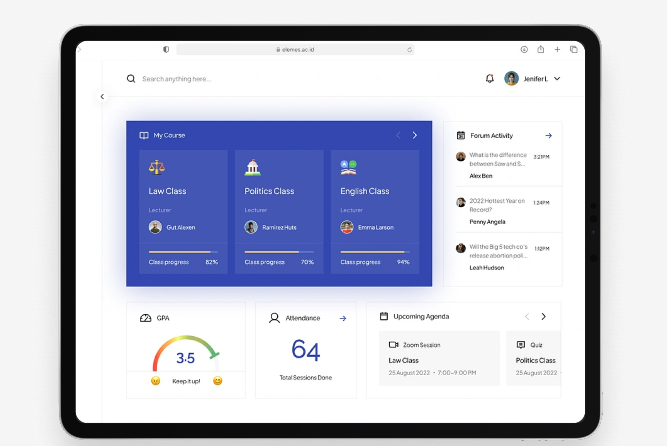 elemes.ac.id
Search anything here...
Jenifer L
My Course
Law Class
Lecturer
Gut Alexen
Class progress 82%
Politics Class
Lecturer
Ramirez Huts
Class progress 70%
English Class
Lecturer
Emma Larson
Class progress 94%
Forum Activity
What is the difference 3:21PM
between Saw and S...
Alex Ben
2022 Hottest Year on 1:24PM
Record?
Penny Angela
Will the Big 5 tech co's 1:12PM
release abortion poli...
Leah Hudson
GPA
3.5
Keep it up!
Attendance
64
Total Sessions Done
Upcoming Agenda
Zoom Session
Law Class
25 August 2022 • 7:00-9:00 PM
Quiz
Politics Class
25 August 2022 -